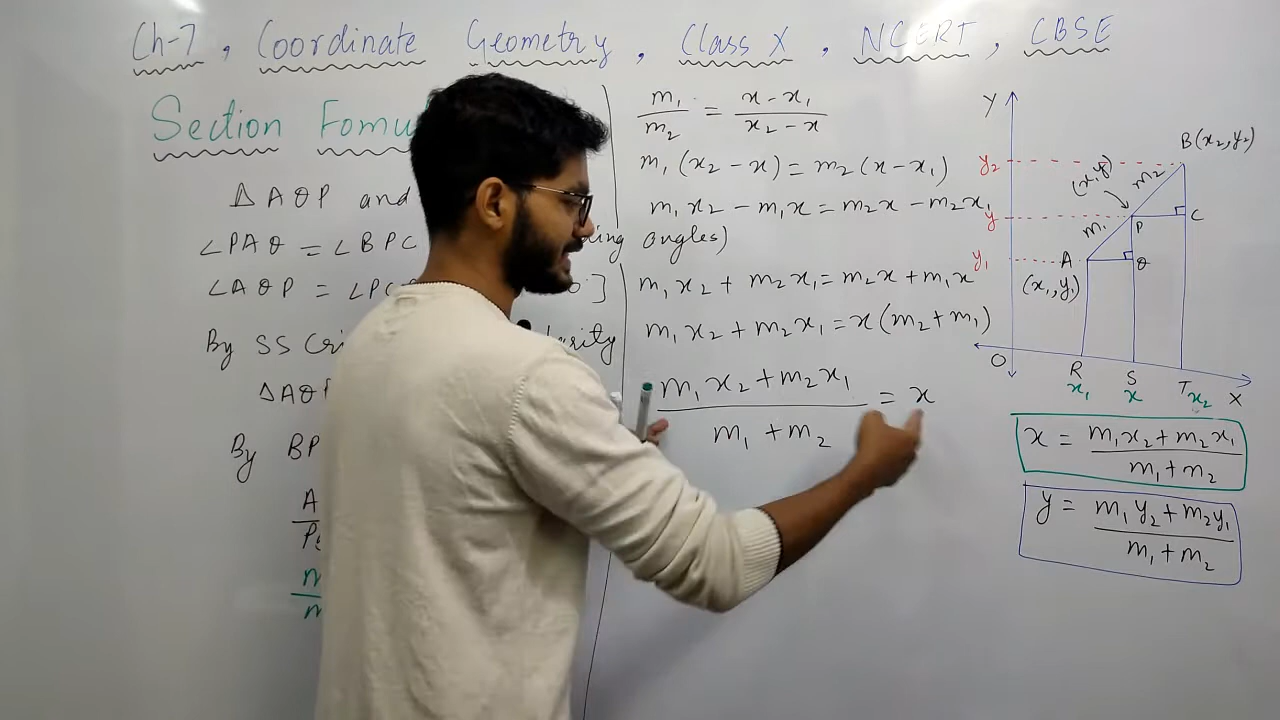 Ch-7, Coordinate Geometry, Class X, NCERT, CBSE
Section Fomu
ΔAQP and
∠PAQ = ∠BPC
angles)
∠AQP = ∠PC
By SS Cri
ΔAQ
By BP
A
m
m
m₁/m₂ = (x-x₁)/(x₂-x)
m₁(x₂-x) = m₂(x-x₁)
m₁x₂-m₁x = m₂x-m₂x₁
m₁x₂+m₂x₁ = m₂x+m₁x
m₁x₂+m₂x₁ = x(m₂+m₁)
(m₁x₂+m₂x₁)/(m₁+m₂) = x
Y
B(x₂,y₂)
y₂
(x,y)
m₂
y
P
C
m₁
y₁
A
Q
(x₁,y₁)
O
R
S
T
X
x₁
x
x₂
x = (m₁x₂+m₂x₁)/(m₁+m₂)
y = (m₁y₂+m₂y₁)/(m₁+m₂)